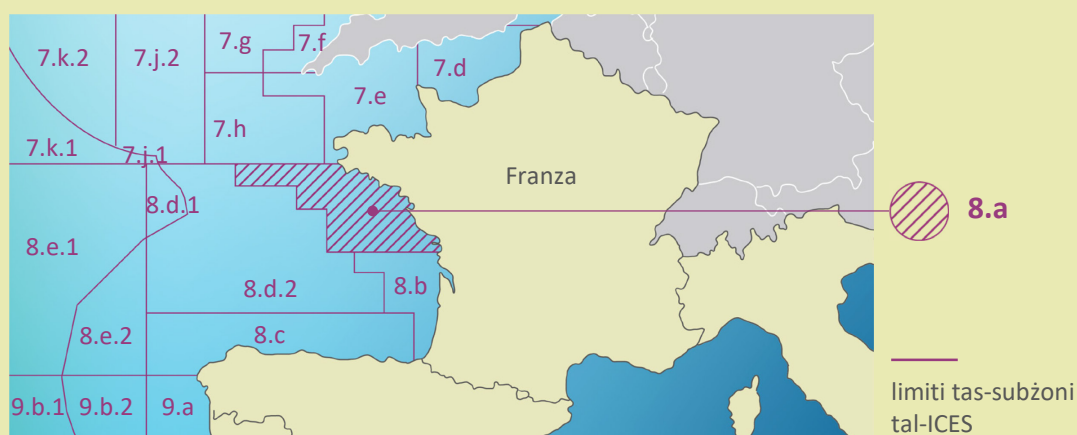 7.g
7.f
7.k.2
7.j.2
7.d
7.e
7.h
7.k.1
7.j.1
Franza
8.a
8.d.1
8.e.1
8.d.2
8.b
8.e.2
8.c
9.b.1
9.b.2
9.a
limiti tas-subżoni
tal-ICES